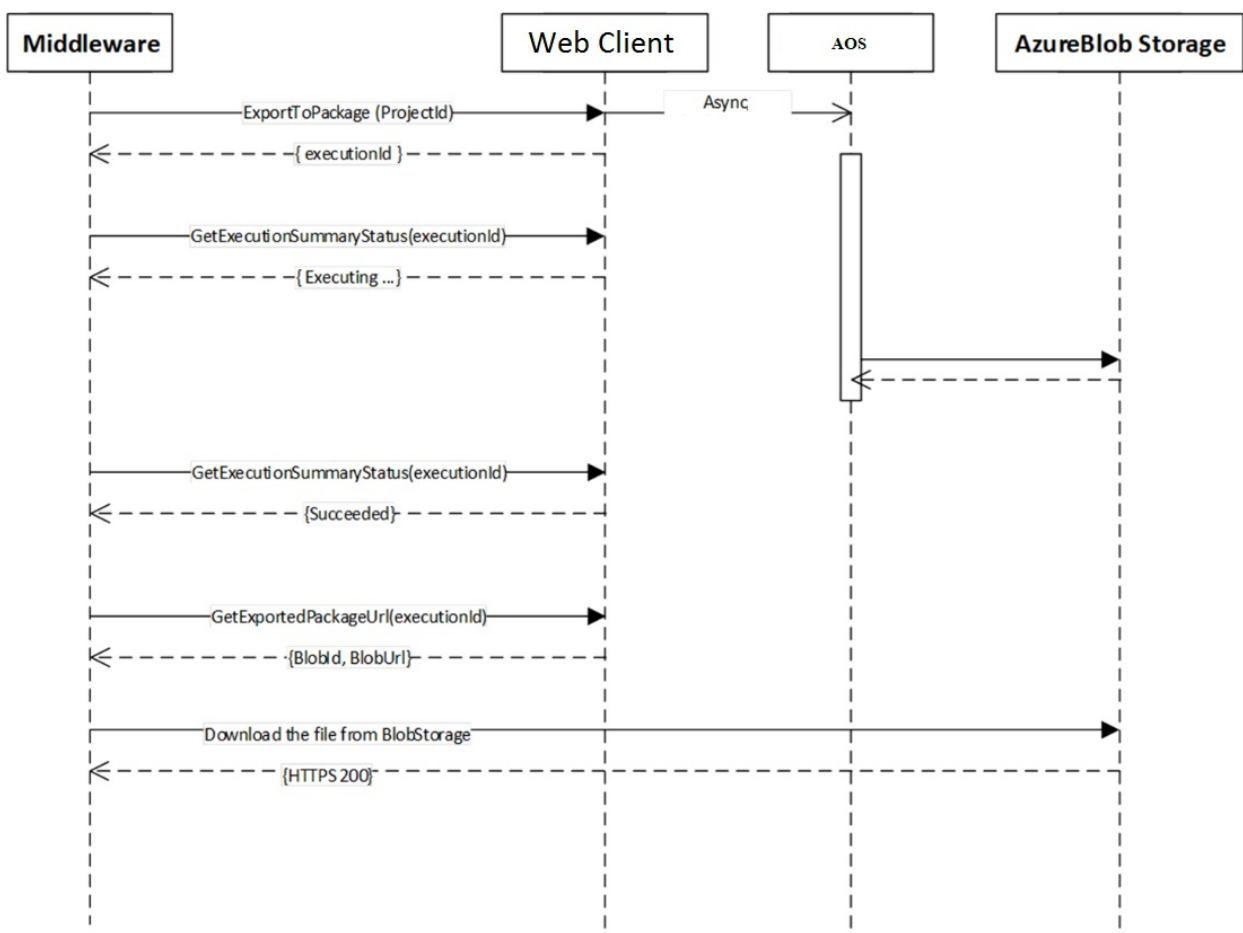 Middleware
Web Client
AOS
AzureBlob Storage
ExportToPackage (ProjectId)
Async
{ executionId }
GetExecutionSummaryStatus(executionId)
{ Executing ...}
GetExecutionSummaryStatus(executionId)
{Succeeded}
GetExportedPackageUrl(executionId)
{BlobId, BlobUrl}
Download the file from BlobStorage
{HTTPS 200}